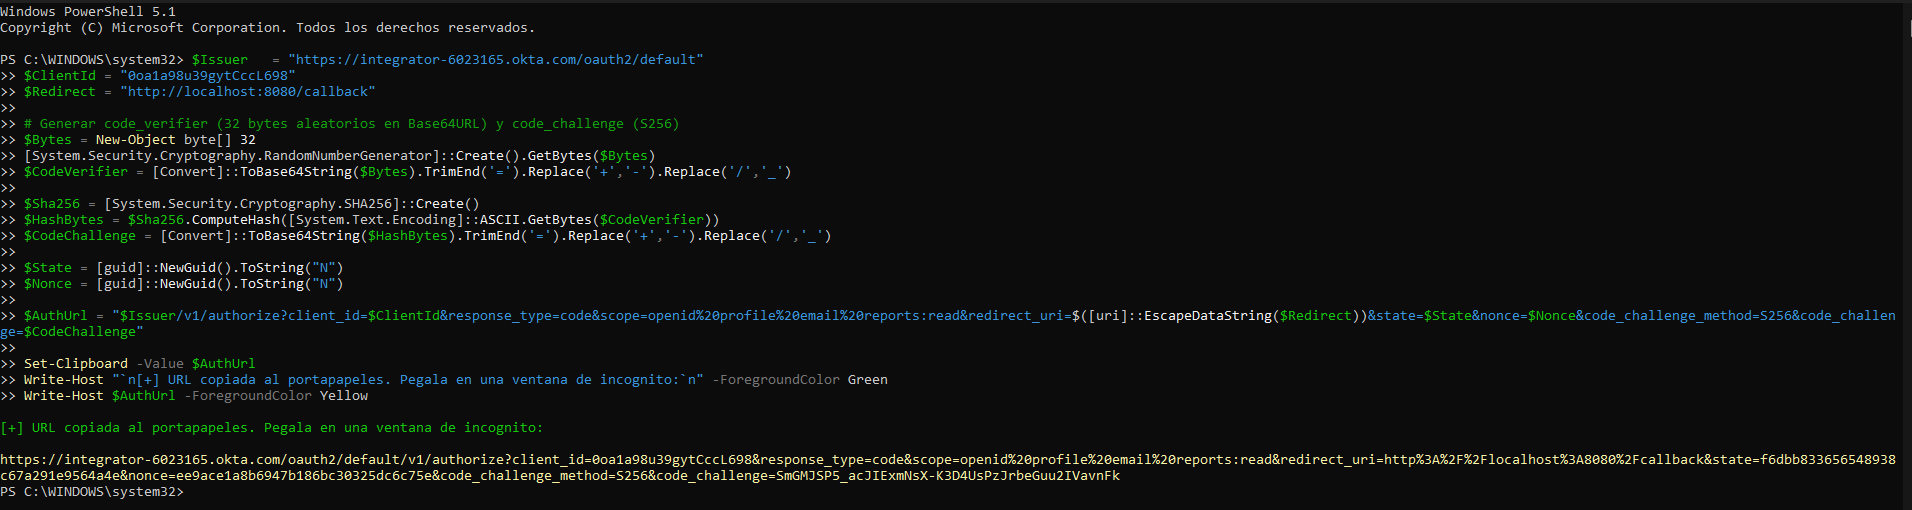 Windows PowerShell 5.1
Copyright (C) Microsoft Corporation. Todos los derechos reservados.
PS C:\WINDOWS\system32> $Issuer   = "https://integrator-6023165.okta.com/oauth2/default"
>> $ClientId = "0oa1a98u39gytCccL698"
>> $Redirect = "http://localhost:8080/callback"
>>
>> # Generar code_verifier (32 bytes aleatorios en Base64URL) y code_challenge (S256)
>> $Bytes = New-Object byte[] 32
>> [System.Security.Cryptography.RandomNumberGenerator]::Create().GetBytes($Bytes)
>> $CodeVerifier = [Convert]::ToBase64String($Bytes).TrimEnd('=').Replace('+','-').Replace('/','_')
>>
>> $Sha256 = [System.Security.Cryptography.SHA256]::Create()
>> $HashBytes = $Sha256.ComputeHash([System.Text.Encoding]::ASCII.GetBytes($CodeVerifier))
>> $CodeChallenge = [Convert]::ToBase64String($HashBytes).TrimEnd('=').Replace('+','-').Replace('/','_')
>>
>> $State = [guid]::NewGuid().ToString("N")
>> $Nonce = [guid]::NewGuid().ToString("N")
>>
>> $AuthUrl = "$Issuer/v1/authorize?client_id=$ClientId&response_type=code&scope=openid%20profile%20email%20reports:read&redirect_uri=$([uri]::EscapeDataString($Redirect))&state=$State&nonce=$Nonce&code_challenge_method=S256&code_challen
ge=$CodeChallenge"
>>
>> Set-Clipboard -Value $AuthUrl
>> Write-Host "`n[+] URL copiada al portapapeles. Pegala en una ventana de incognito:`n" -ForegroundColor Green
>> Write-Host $AuthUrl -ForegroundColor Yellow
[+] URL copiada al portapapeles. Pegala en una ventana de incognito:
https://integrator-6023165.okta.com/oauth2/default/v1/authorize?client_id=0oa1a98u39gytCccL698&response_type=code&scope=openid%20profile%20email%20reports:read&redirect_uri=http%3A%2F%2Flocalhost%3A8080%2Fcallback&state=f6dbb833656548938
c67a291e9564a4e&nonce=ee9ace1a8b6947b186bc30325dc6c75e&code_challenge_method=S256&code_challenge=SmGMJSP5_acJIExmNsX-K3D4UsPzJrbeGuu2IVavnFk
PS C:\WINDOWS\system32>